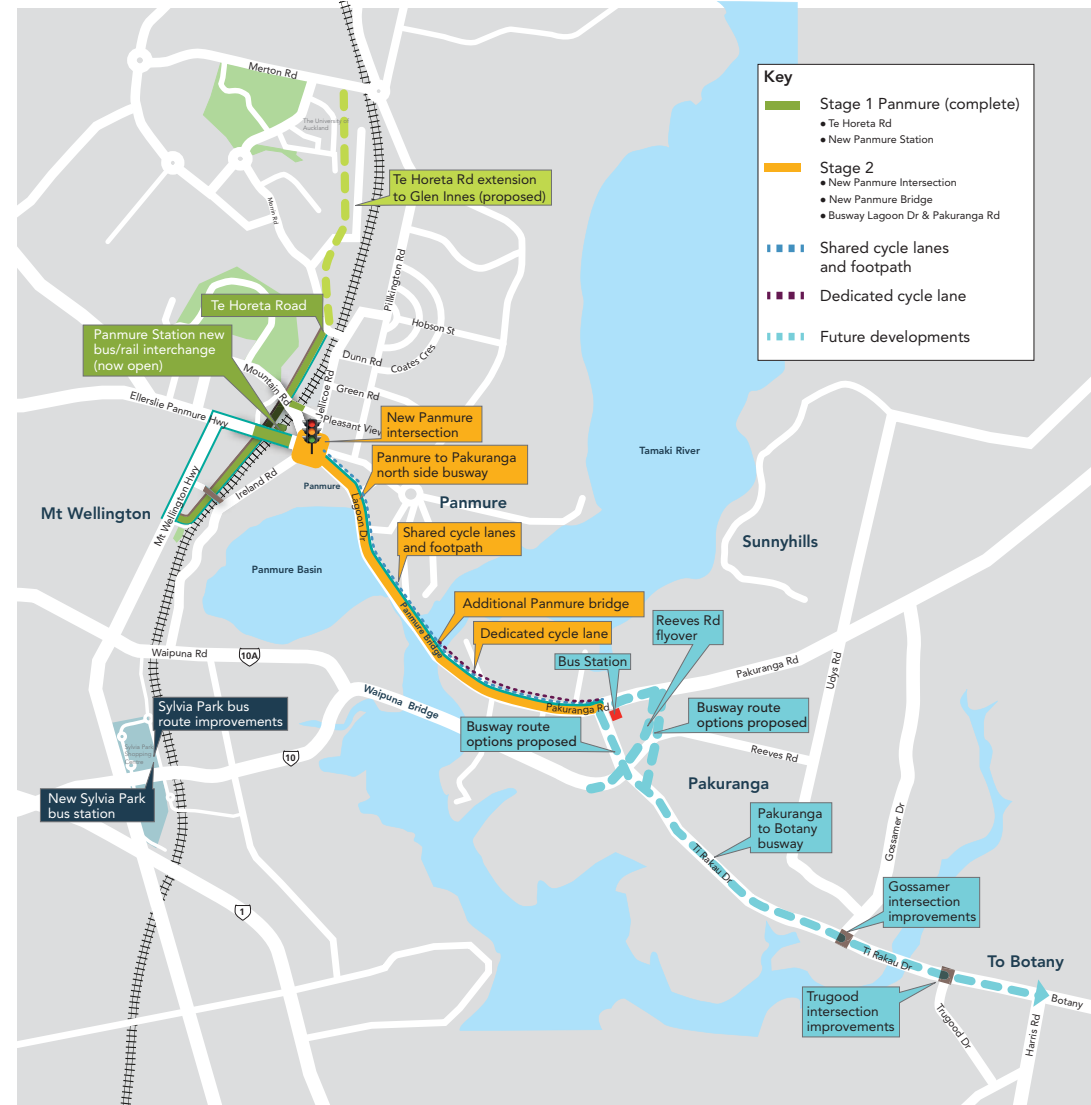 Key
Stage 1 Panmure (complete)
● Te Horeta Rd
● New Panmure Station
Stage 2
● New Panmure Intersection
● New Panmure Bridge
● Busway Lagoon Dr & Pakuranga Rd
Shared cycle lanes
and footpath
Dedicated cycle lane
Future developments
Merton Rd
The University of
Auckland
Te Horeta Rd extension
to Glen Innes (proposed)
Morrin Rd
Pilkington Rd
Te Horeta Road
Hobson St
Panmure Station new
bus/rail interchange
(now open)
Dunn Rd
Coates Cres
Mountain Rd
Jellicoe Rd
Green Rd
Ellerslie Panmure Hwy
Pleasant View
New Panmure
intersection
Panmure to Pakuranga
north side busway
Tamaki River
Ireland Rd
Panmure
Mt Wellington Hwy
Lagoon Dr
Panmure
Mt Wellington
Shared cycle lanes
and footpath
Sunnyhills
Panmure Basin
Additional Panmure bridge
Panmure Bridge
Dedicated cycle lane
Reeves Rd
flyover
Waipuna Rd
10A
Bus Station
Pakuranga Rd
Udys Rd
Waipuna Bridge
Sylvia Park bus
route improvements
Pakuranga Rd
Busway route
options proposed
Busway route
options proposed
Sylvia Park
Shopping
Centre
10
Reeves Rd
Pakuranga
New Sylvia Park
bus station
Pakuranga
to Botany
busway
Gossamer Dr
Ti Rakau Dr
1
Gossamer
intersection
improvements
Ti Rakau Dr
To Botany
Botany
Trugood
intersection
improvements
Trugood Dr
Harris Rd